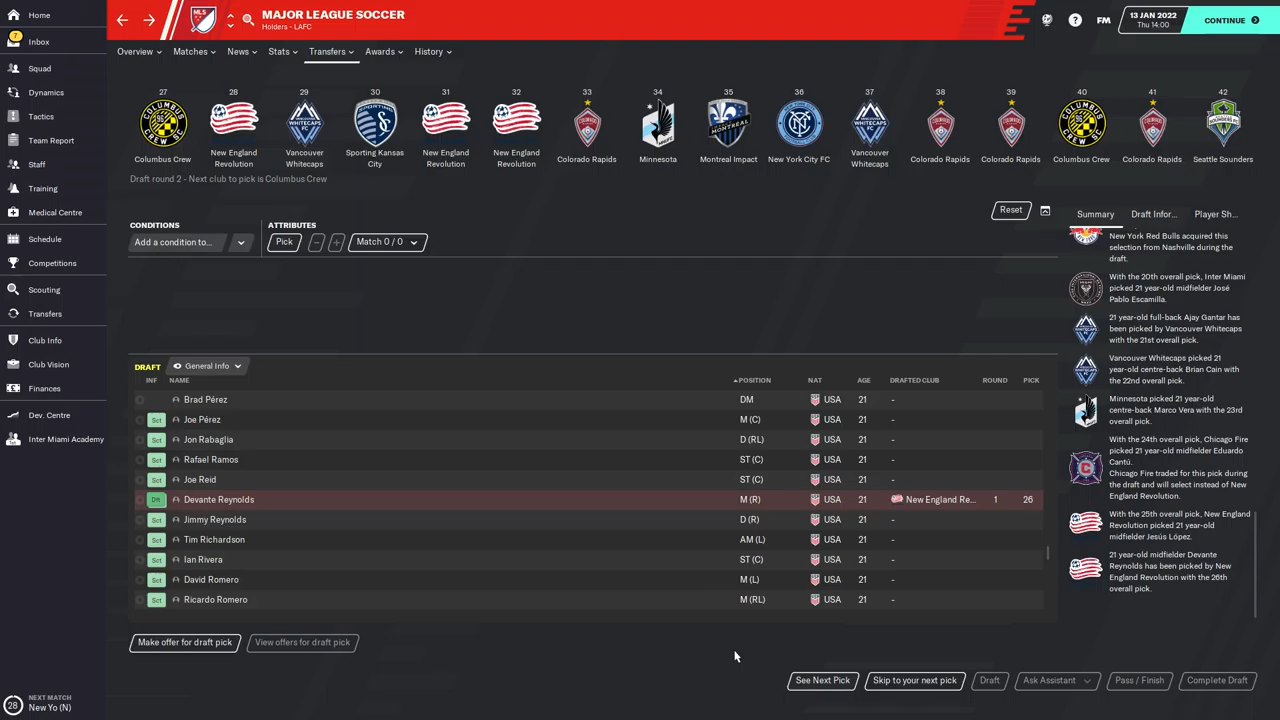 Home
MAJOR LEAGUE SOCCER
Holders - LAFC
FM
13 JAN 2022
Thu 14:00
CONTINUE
7
Inbox
Squad
Dynamics
Tactics
Team Report
Staff
Training
Medical Centre
Schedule
Competitions
Scouting
Transfers
Club Info
Club Vision
Finances
Dev. Centre
Inter Miami Academy
28
NEXT MATCH
New Yo (N)
Overview
Matches
News
Stats
Transfers
Awards
History
27 28 29 30 31 32 33 34 35 36 37 38 39 40 41 42
Columbus Crew
New England Revolution
Vancouver Whitecaps
Sporting Kansas City
New England Revolution
New England Revolution
Colorado Rapids
Minnesota
Montreal Impact
New York City FC
Vancouver Whitecaps
Colorado Rapids
Colorado Rapids
Columbus Crew
Colorado Rapids
Seattle Sounders
Draft round 2 - Next club to pick is Columbus Crew
CONDITIONS
Add a condition to...
ATTRIBUTES
Pick
Match 0 / 0
Reset
DRAFT
General Info
INF NAME POSITION NAT AGE DRAFTED CLUB ROUND PICK
Brad Pérez DM USA 21 -
Sct Joe Pérez M (C) USA 21 -
Sct Jon Rabaglia D (RL) USA 21 -
Sct Rafael Ramos ST (C) USA 21 -
Sct Joe Reid ST (C) USA 21 -
Dft Devante Reynolds M (R) USA 21 New England Re... 1 26
Sct Jimmy Reynolds D (R) USA 21 -
Sct Tim Richardson AM (L) USA 21 -
Sct Ian Rivera ST (C) USA 21 -
Sct David Romero M (L) USA 21 -
Sct Ricardo Romero M (RL) USA 21 -
Make offer for draft pick
View offers for draft pick
See Next Pick
Skip to your next pick
Draft
Ask Assistant
Pass / Finish
Complete Draft
Summary
Draft Infor...
Player Sh...
New York Red Bulls acquired this
selection from Nashville during the
draft.
With the 20th overall pick, Inter Miami
picked 21 year-old midfielder José
Pablo Escamilla.
21 year-old full-back Ajay Gantar has
been picked by Vancouver Whitecaps
with the 21st overall pick.
Vancouver Whitecaps picked 21
year-old centre-back Brian Cain with
the 22nd overall pick.
Minnesota picked 21 year-old
centre-back Marco Vera with the 23rd
overall pick.
With the 24th overall pick, Chicago Fire
picked 21 year-old midfielder Eduardo
Cantú.
Chicago Fire traded for this pick during
the draft and will select instead of
New England Revolution.
With the 25th overall pick, New England
Revolution picked 21 year-old
midfielder Jesús López.
21 year-old midfielder Devante
Reynolds has been picked by New
England Revolution with the 26th
overall pick.